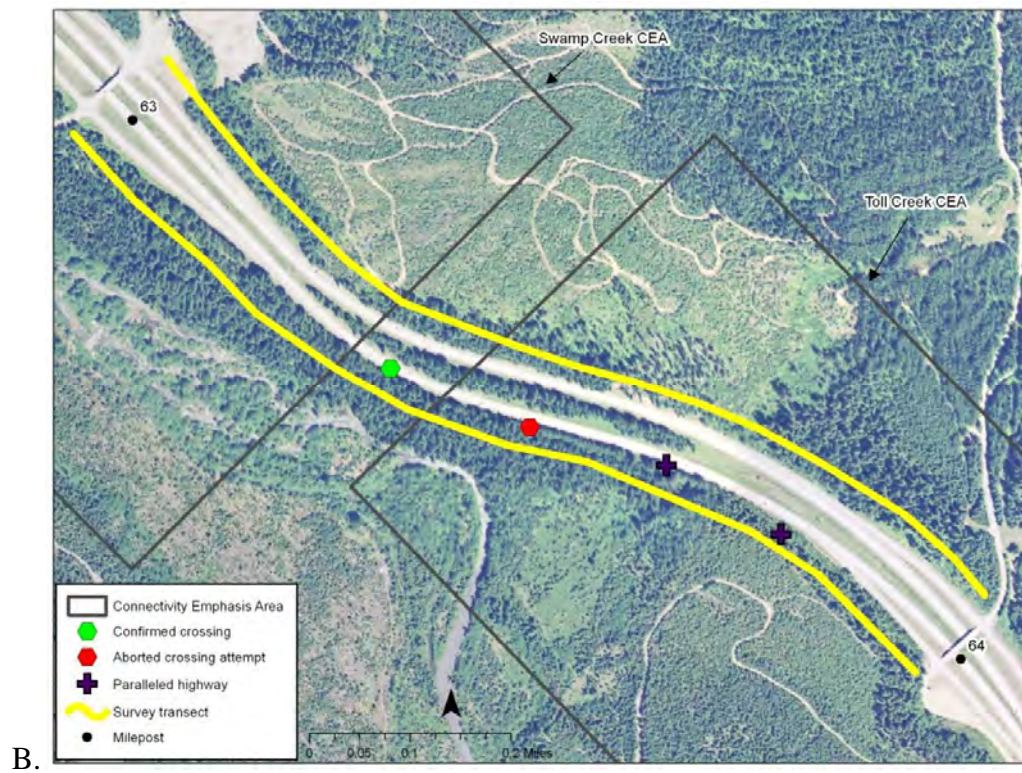 Swamp Creek CEA
63
Toll Creek CEA
64
Connectivity Emphasis Area
Confirmed crossing
Aborted crossing attempt
Paralleled highway
Survey transect
Milepost
0 0.05 0.1 0.2 Miles
B.